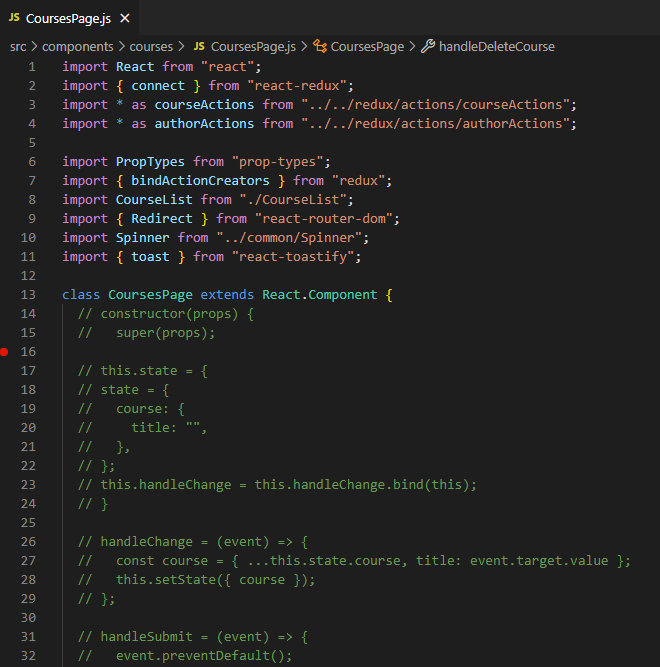 JS CoursesPage.js ×
src > components > courses > JS CoursesPage.js > CoursesPage > handleDeleteCourse
1 import React from "react";
2 import { connect } from "react-redux";
3 import * as courseActions from "../../redux/actions/courseActions";
4 import * as authorActions from "../../redux/actions/authorActions";
5
6 import PropTypes from "prop-types";
7 import { bindActionCreators } from "redux";
8 import CourseList from "./CourseList";
9 import { Redirect } from "react-router-dom";
10 import Spinner from "../common/Spinner";
11 import { toast } from "react-toastify";
12
13 class CoursesPage extends React.Component {
14   // constructor(props) {
15   //   super(props);
16
17   // this.state = {
18   // state = {
19   //   course: {
20   //     title: "",
21   //   },
22   // };
23   // this.handleChange = this.handleChange.bind(this);
24   // }
25
26   // handleChange = (event) => {
27   //   const course = { ...this.state.course, title: event.target.value };
28   //   this.setState({ course });
29   // };
30
31   // handleSubmit = (event) => {
32   //   event.preventDefault();